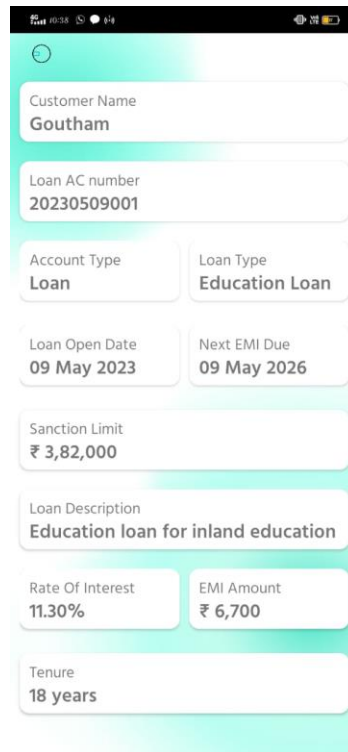 10:38
Customer Name
Goutham
Loan AC number
20230509001
Account Type
Loan
Loan Type
Education Loan
Loan Open Date
09 May 2023
Next EMI Due
09 May 2026
Sanction Limit
₹ 3,82,000
Loan Description
Education loan for inland education
Rate Of Interest
11.30%
EMI Amount
₹ 6,700
Tenure
18 years